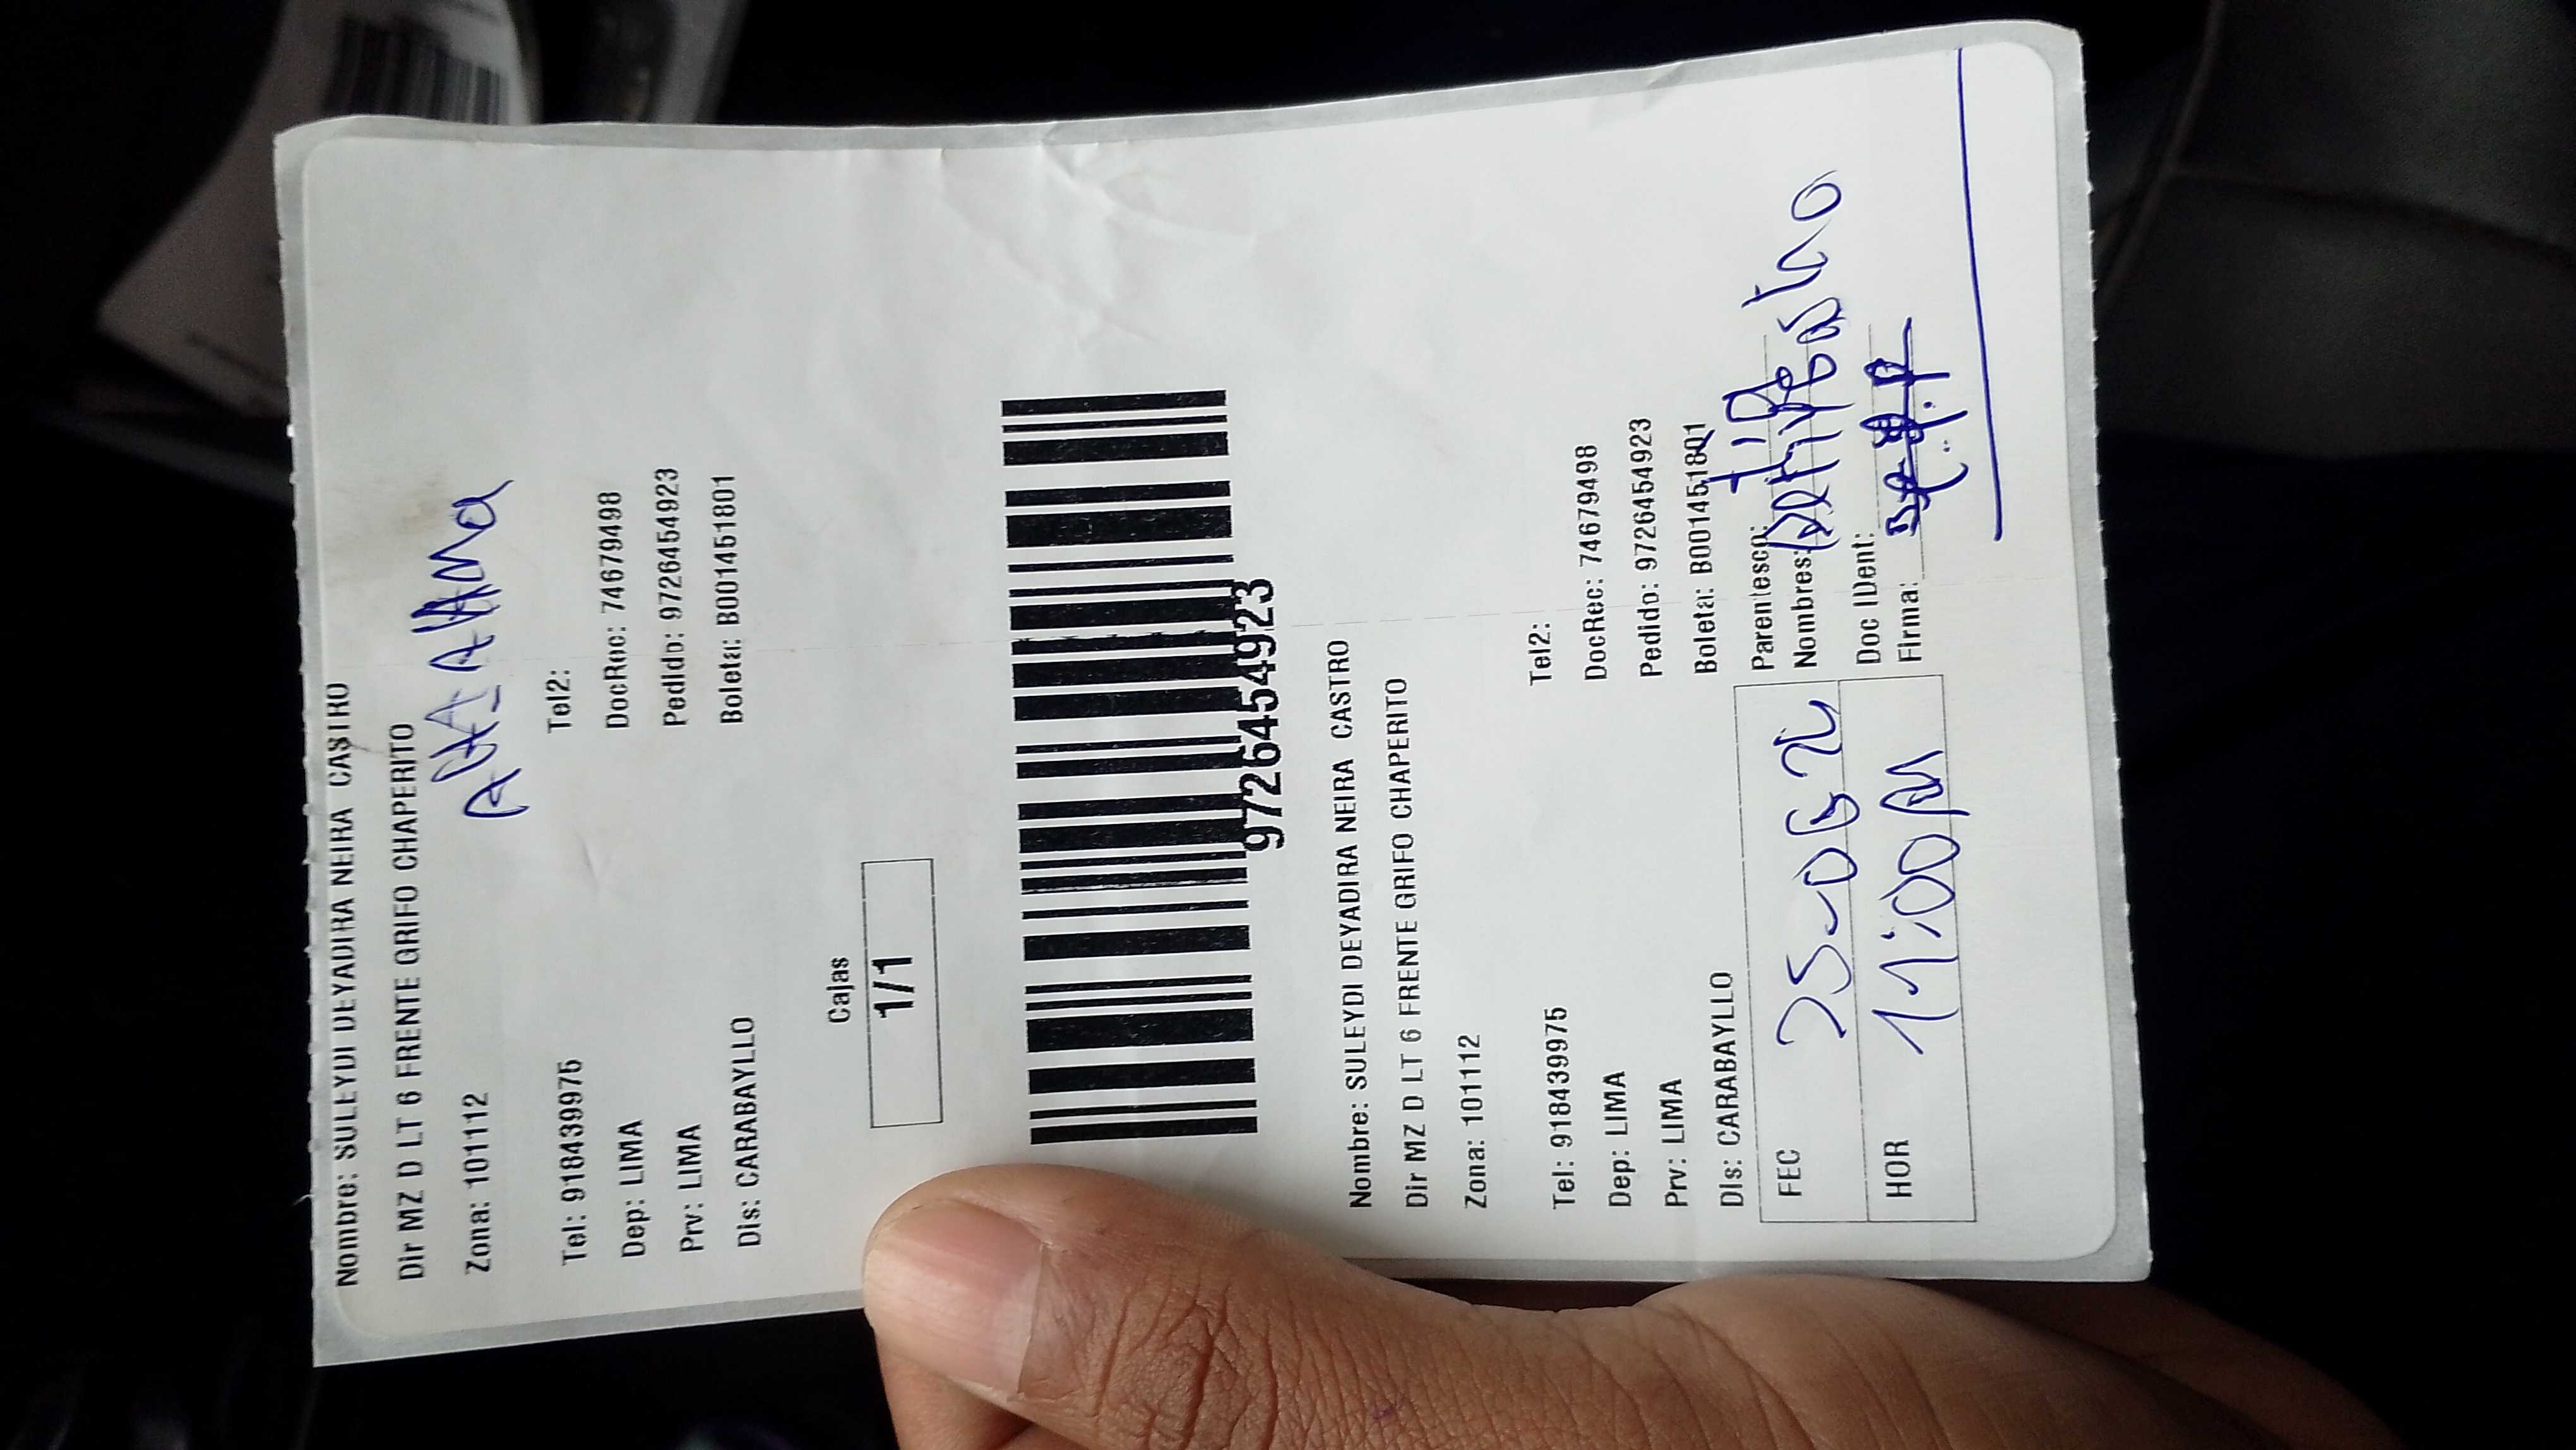 Nombre: SULEYDI DEYADIRA NEIRA CASTRO
Dir MZ D LT 6 FRENTE GRIFO CHAPERITO
Zona: 101112
Tel: 918439975 Tel2:
Dep: LIMA DocRec: 74679498
Prv: LIMA Pedido: 9726454923
Dis: CARABAYLLO Boleta: B001451801
Cajas
1/1
9726454923
Nombre: SULEYDI DEYADIRA NEIRA CASTRO
Dir MZ D LT 6 FRENTE GRIFO CHAPERITO
Zona: 101112
Tel: 918439975 Tel2:
Dep: LIMA DocRec: 74679498
Prv: LIMA Pedido: 9726454923
Dis: CARABAYLLO Boleta: B001451801
Parentesco:
FEC Nombres: Castro
Doc IDent:
HOR 11:00 Firma: